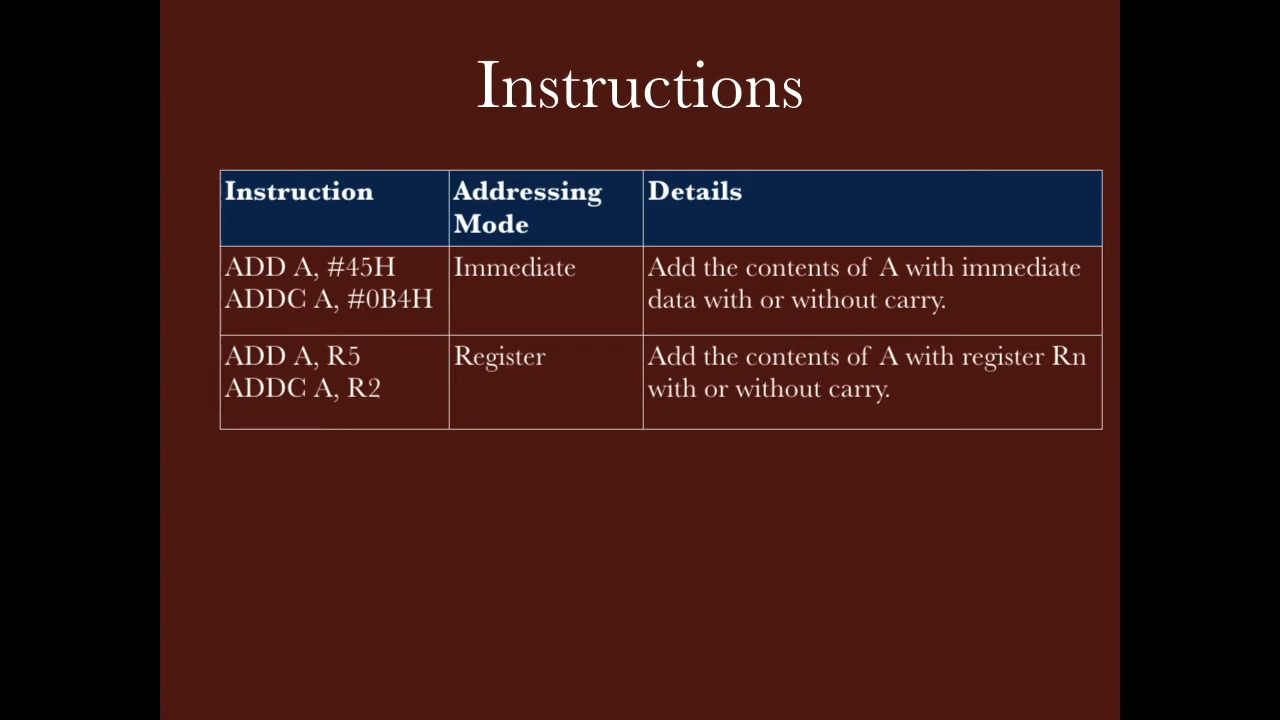 Instructions
Instruction
Addressing
Mode
Details
ADD A, #45H
ADDC A, #0B4H
Immediate
Add the contents of A with immediate
data with or without carry.
ADD A, R5
ADDC A, R2
Register
Add the contents of A with register Rn
with or without carry.